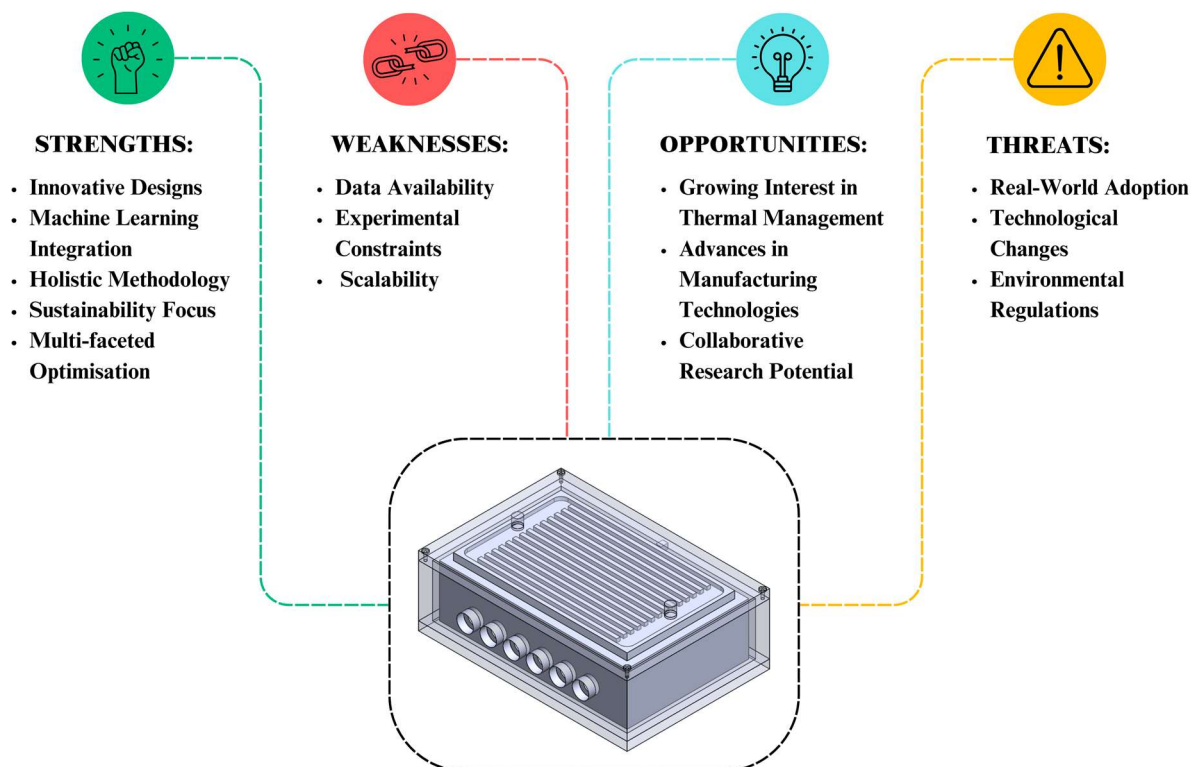 STRENGTHS:
• Innovative Designs
• Machine Learning
Integration
• Holistic Methodology
• Sustainability Focus
• Multi-faceted
Optimisation
WEAKNESSES:
• Data Availability
• Experimental
Constraints
• Scalability
OPPORTUNITIES:
• Growing Interest in
Thermal Management
• Advances in
Manufacturing
Technologies
• Collaborative
Research Potential
THREATS:
• Real-World Adoption
• Technological
Changes
• Environmental
Regulations